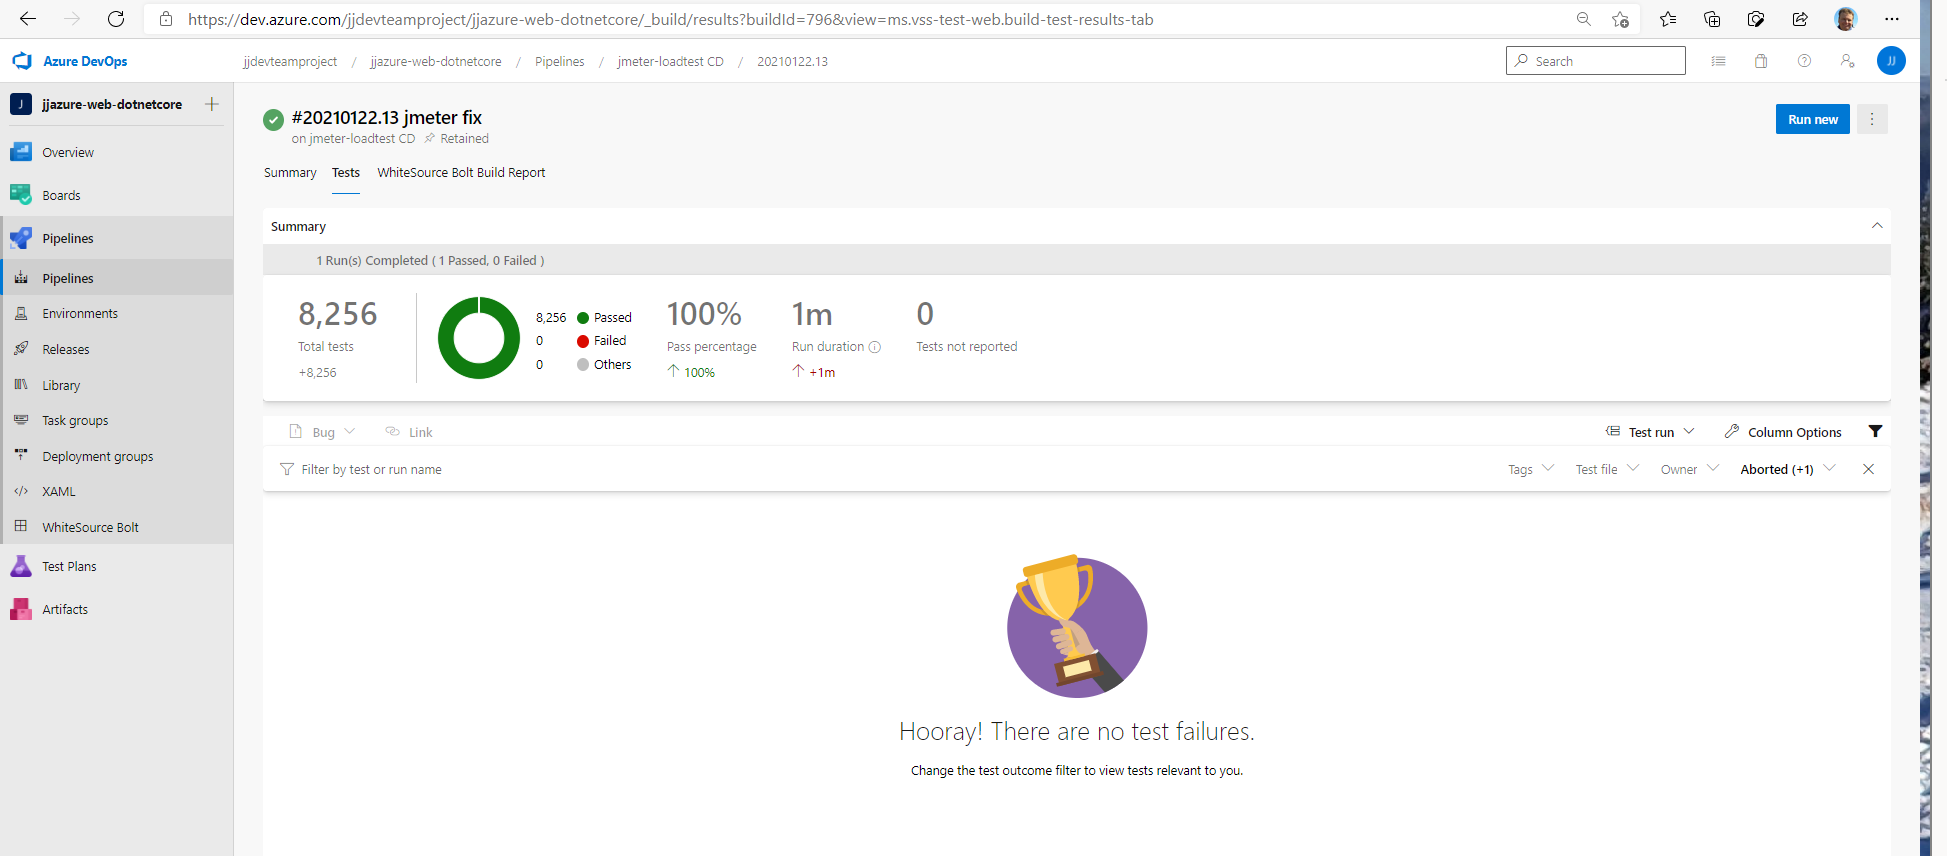 https://dev.azure.com/jjdevteamproject/jjazure-web-dotnetcore/_build/results?buildId=796&view=ms.vss-test-web.build-test-results-tab
Azure DevOps
jjdevteamproject / jjazure-web-dotnetcore / Pipelines / jmeter-loadtest CD / 20210122.13
Search
JJ
J jjazure-web-dotnetcore
Overview
Boards
Pipelines
Pipelines
Environments
Releases
Library
Task groups
Deployment groups
XAML
WhiteSource Bolt
Test Plans
Artifacts
#20210122.13 jmeter fix
on jmeter-loadtest CD Retained
Run new
Summary Tests WhiteSource Bolt Build Report
Summary
1 Run(s) Completed ( 1 Passed, 0 Failed )
8,256
Total tests
+8,256
8,256 Passed
0 Failed
0 Others
100%
Pass percentage
100%
1m
Run duration
+1m
0
Tests not reported
Bug Link Test run Column Options
Filter by test or run name Tags Test file Owner Aborted (+1)
Hooray! There are no test failures.
Change the test outcome filter to view tests relevant to you.